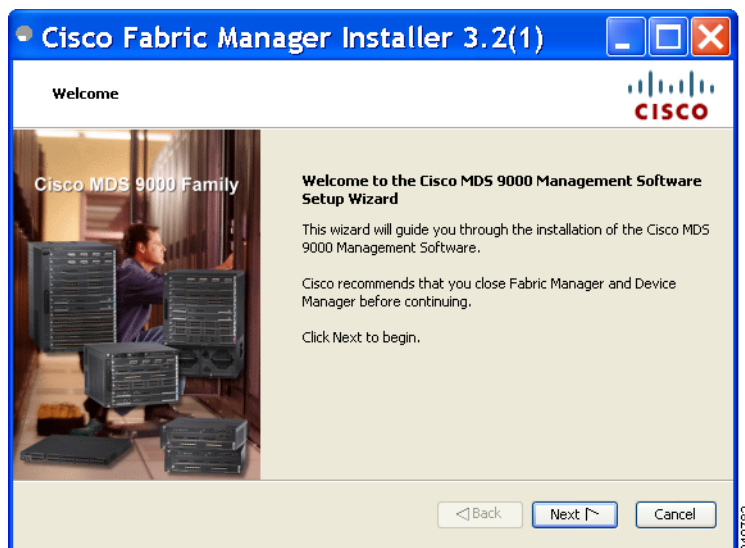 Cisco Fabric Manager Installer 3.2(1)
Welcome
CISCO
Cisco MDS 9000 Family
Welcome to the Cisco MDS 9000 Management Software
Setup Wizard
This wizard will guide you through the installation of the Cisco MDS
9000 Management Software.
Cisco recommends that you close Fabric Manager and Device
Manager before continuing.
Click Next to begin.
Back
Next
Cancel